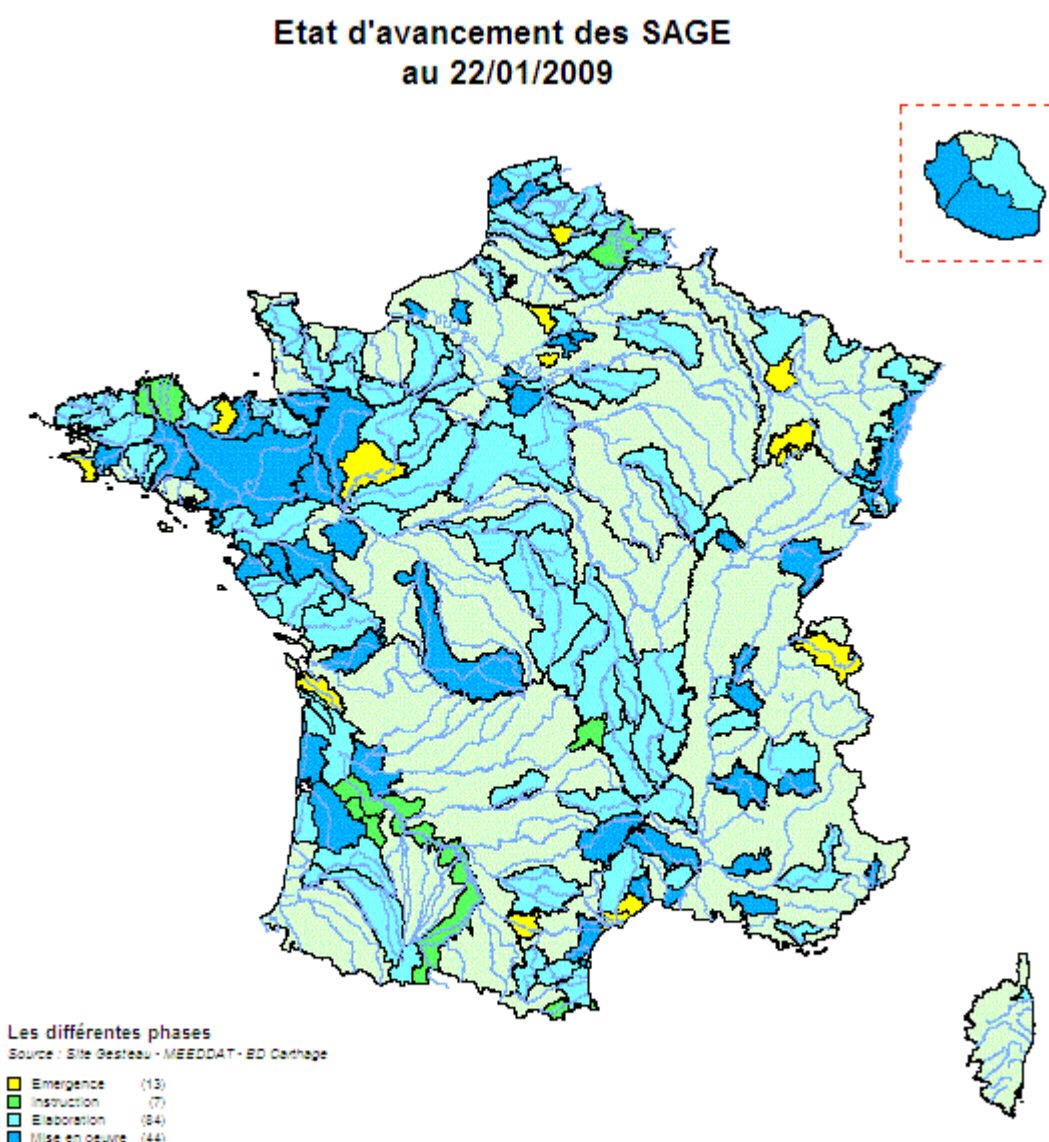 Etat d'avancement des SAGE
au 22/01/2009
Les différentes phases
Source : Site Gesteau - MEEDDAT - BD Carthage
Emergence (13)
Instruction (7)
Elaboration (84)
Mise en oeuvre (44)